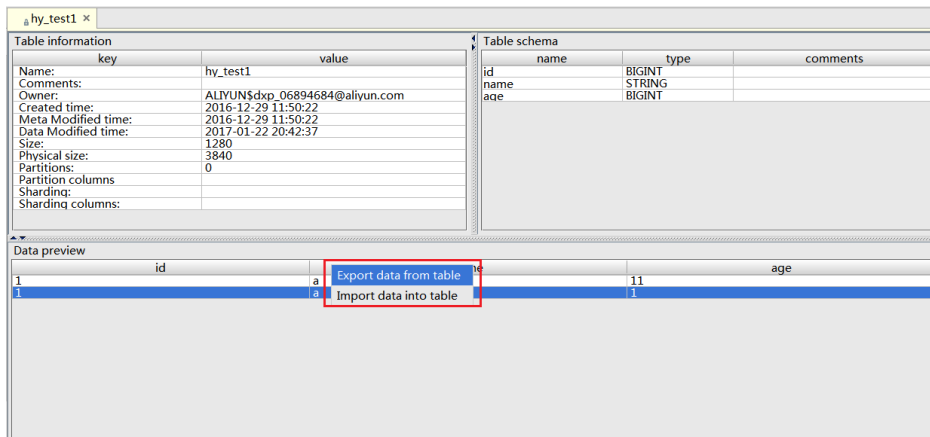 hy_test1 ×
Table information
key value
Name: hy_test1
Comments:
Owner: ALIYUN$dxp_06894684@aliyun.com
Created time: 2016-12-29 11:50:22
Meta Modified time: 2016-12-29 11:50:22
Data Modified time: 2017-01-22 20:42:37
Size: 1280
Physical size: 3840
Partitions: 0
Partition columns
Sharding:
Sharding columns:
Table schema
name type comments
id BIGINT
name STRING
age BIGINT
Data preview
id age
1 a 11
1 a 1
Export data from table
Import data into table